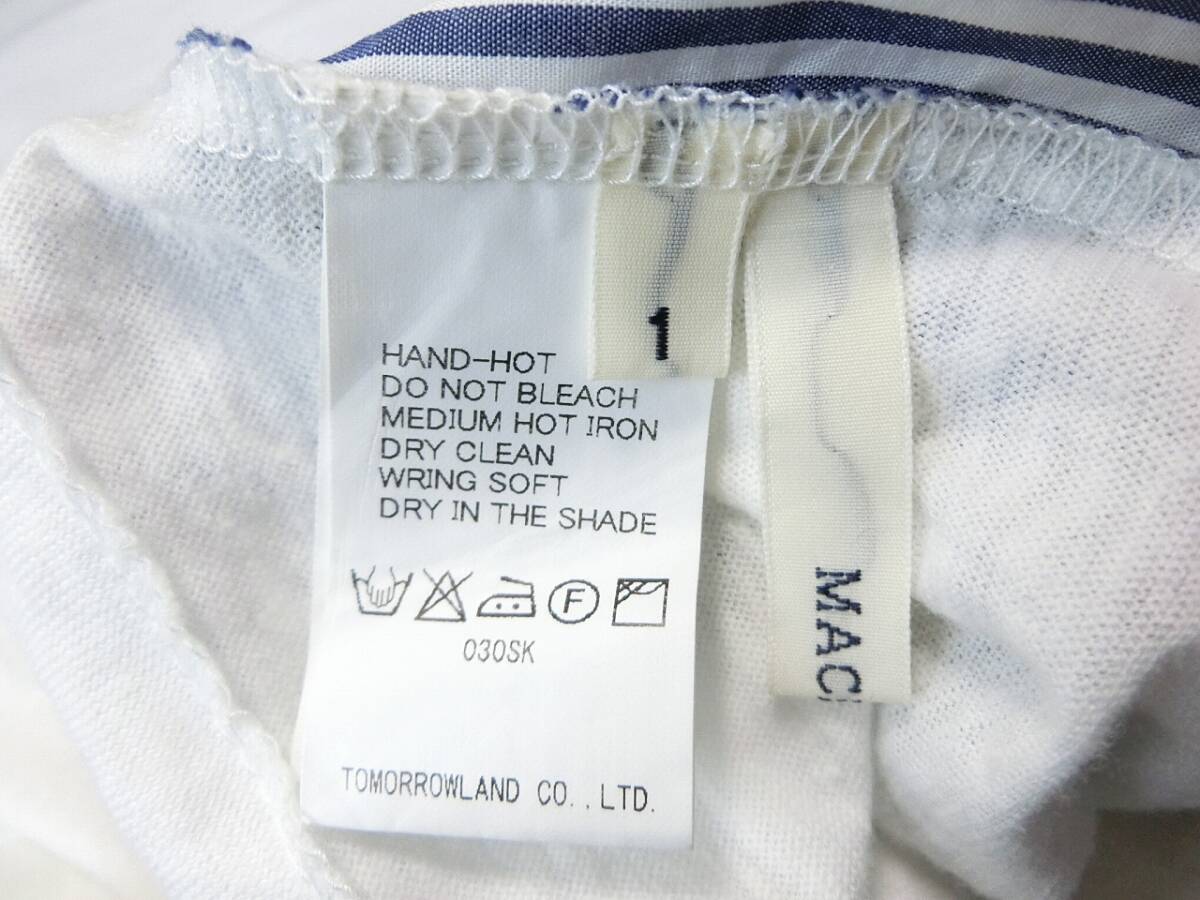 1
HAND-HOT
DO NOT BLEACH
MEDIUM HOT IRON
DRY CLEAN
WRING SOFT
DRY IN THE SHADE
F
030SK
TOMORROWLAND CO., LTD.
MAC